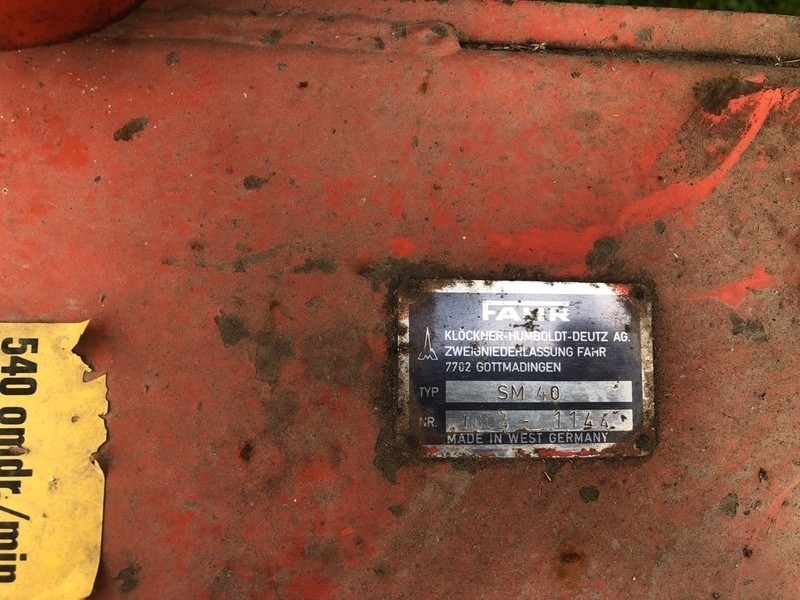 540 omdr./min
FAHR
KLÖCKNER-HUMBOLDT-DEUTZ AG.
ZWEIGNIEDERLASSUNG FAHR
7702 GOTTMADINGEN
TYP SM 40
NR. 1144
MADE IN WEST GERMANY